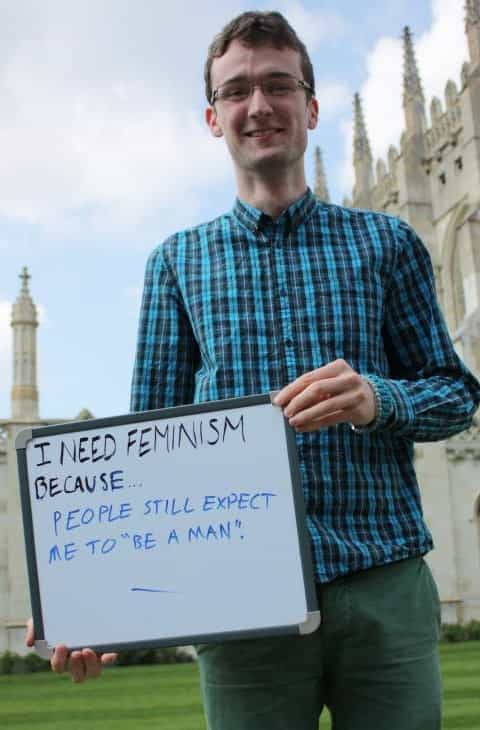 I NEED FEMINISM
BECAUSE...
PEOPLE STILL EXPECT
ME TO "BE A MAN".